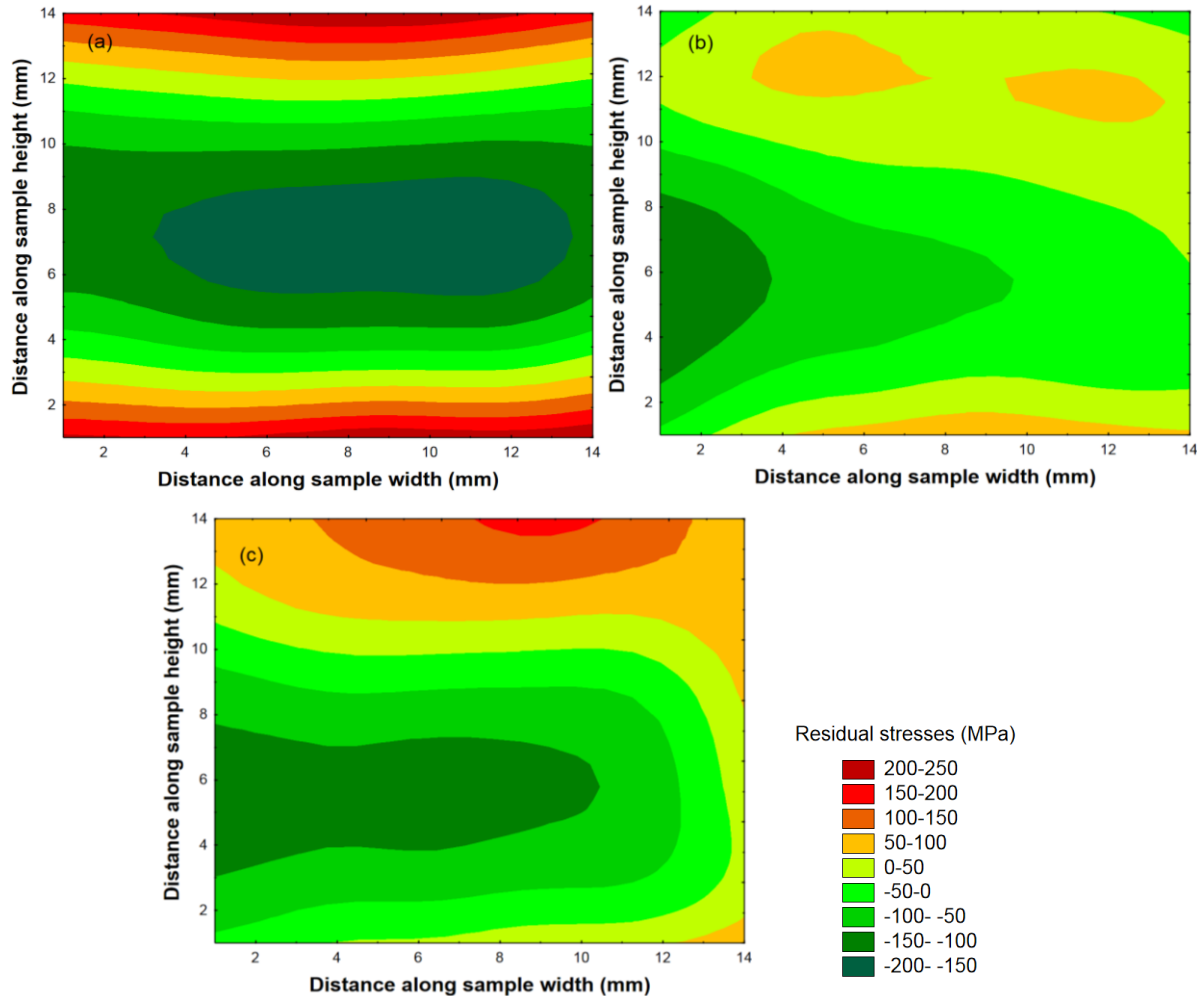 (a)
14
12
10
8
6
4
2
2 4 6 8 10 12 14
Distance along sample height (mm)
Distance along sample width (mm)
(b)
14
12
10
8
6
4
2
2 4 6 8 10 12 14
Distance along sample height (mm)
Distance along sample width (mm)
(c)
14
12
10
8
6
4
2
2 4 6 8 10 12 14
Distance along sample height (mm)
Distance along sample width (mm)
Residual stresses (MPa)
200-250
150-200
100-150
50-100
0-50
-50-0
-100- -50
-150- -100
-200- -150